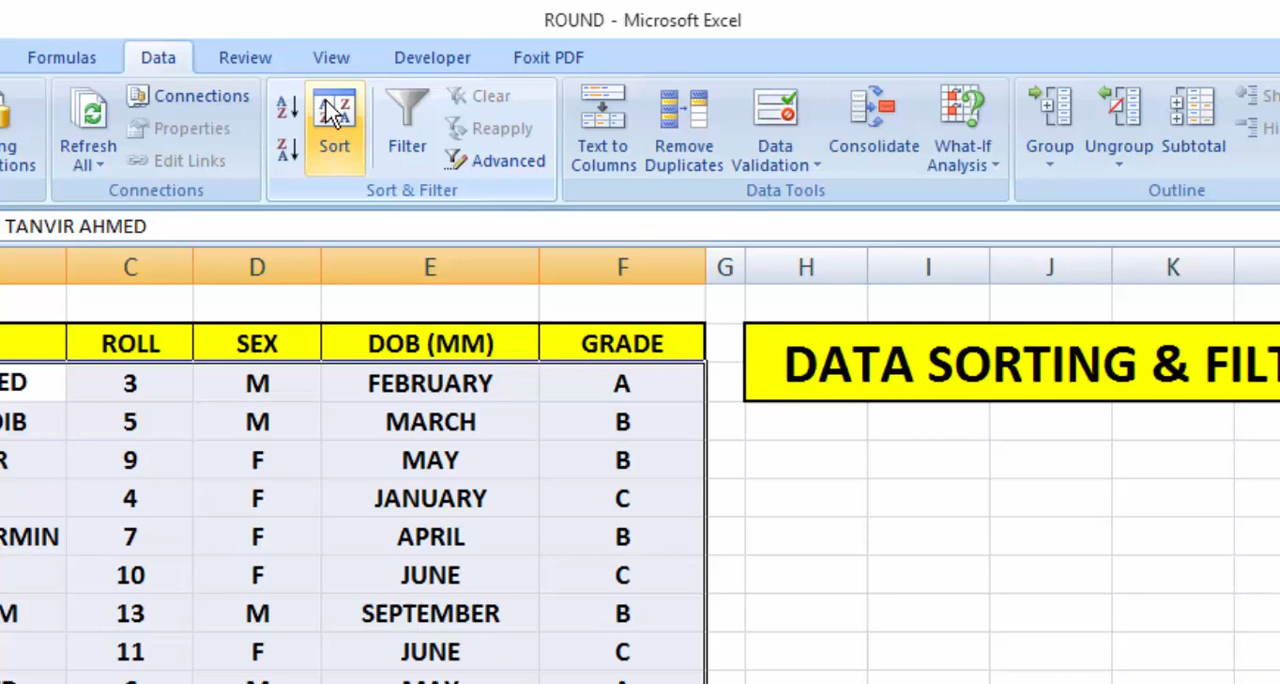 ROUND - Microsoft Excel
Formulas Data Review View Developer Foxit PDF
Refresh All Connections Properties Edit Links
Connections
Sort Filter Clear Reapply Advanced
Sort & Filter
Text to Columns Remove Duplicates Data Validation Consolidate What-If Analysis
Data Tools
Group Ungroup Subtotal
Outline
TANVIR AHMED
C D E F G H I J K
ROLL SEX DOB (MM) GRADE
DATA SORTING & FILT
ED 3 M FEBRUARY A
DIB 5 M MARCH B
R 9 F MAY B
4 F JANUARY C
RMIN 7 F APRIL B
10 F JUNE C
M 13 M SEPTEMBER B
11 F JUNE C